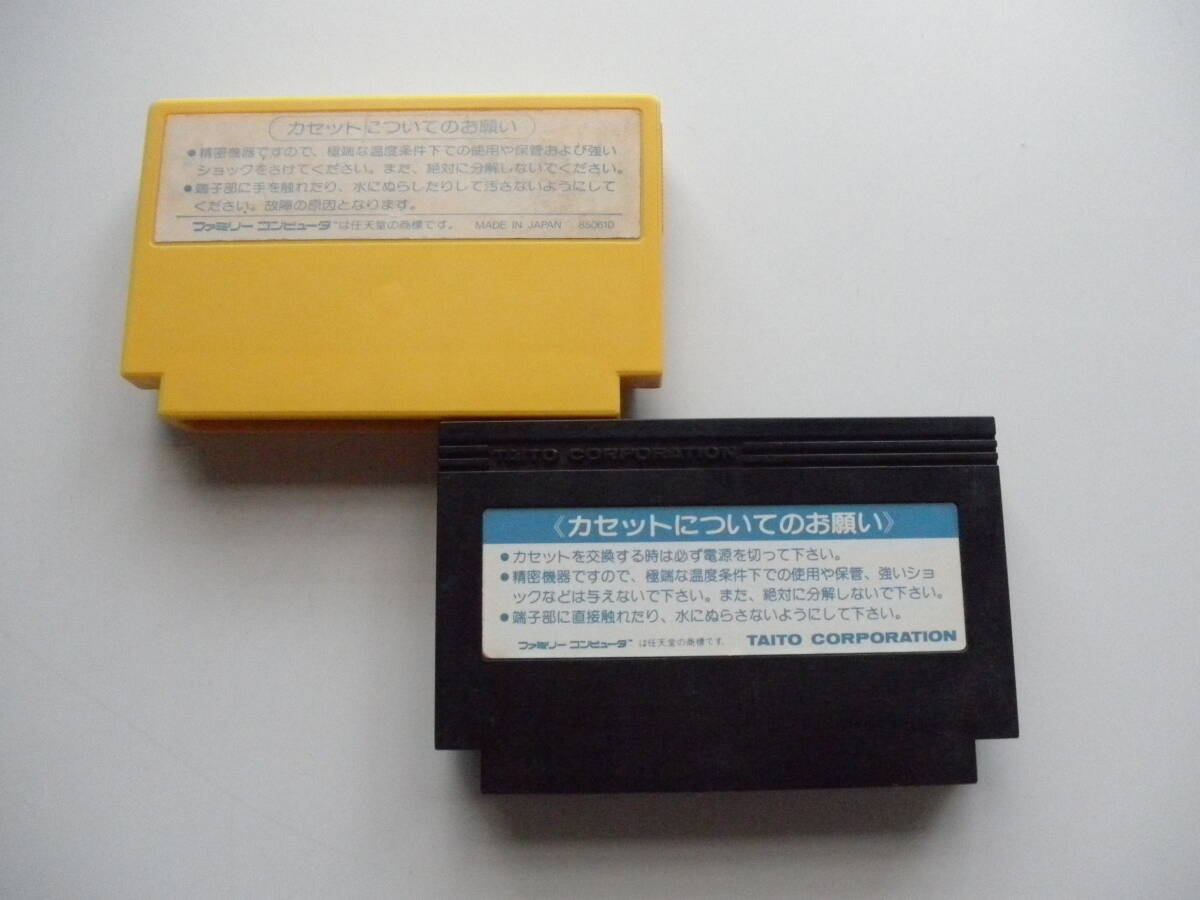 カセットについてのお願い
●精密機器ですので、極端な温度条件下での使用や保管および強い
ショックをさけてください。また、絶対に分解しないでください。
●端子部に手を触れたり、水にぬらしたりして汚さないようにして
ください。故障の原因となります。
ファミリーコンピュータ™は任天堂の商標です。 MADE IN JAPAN 850610
TAITO CORPORATION
《カセットについてのお願い》
●カセットを交換する時は必ず電源を切って下さい。
●精密機器ですので、極端な温度条件下での使用や保管、強いショ
ックなどは与えないで下さい。また、絶対に分解しないで下さい。
●端子部に直接触れたり、水にぬらさないようにして下さい。
ファミリーコンピュータ™は任天堂の商標です。 TAITO CORPORATION